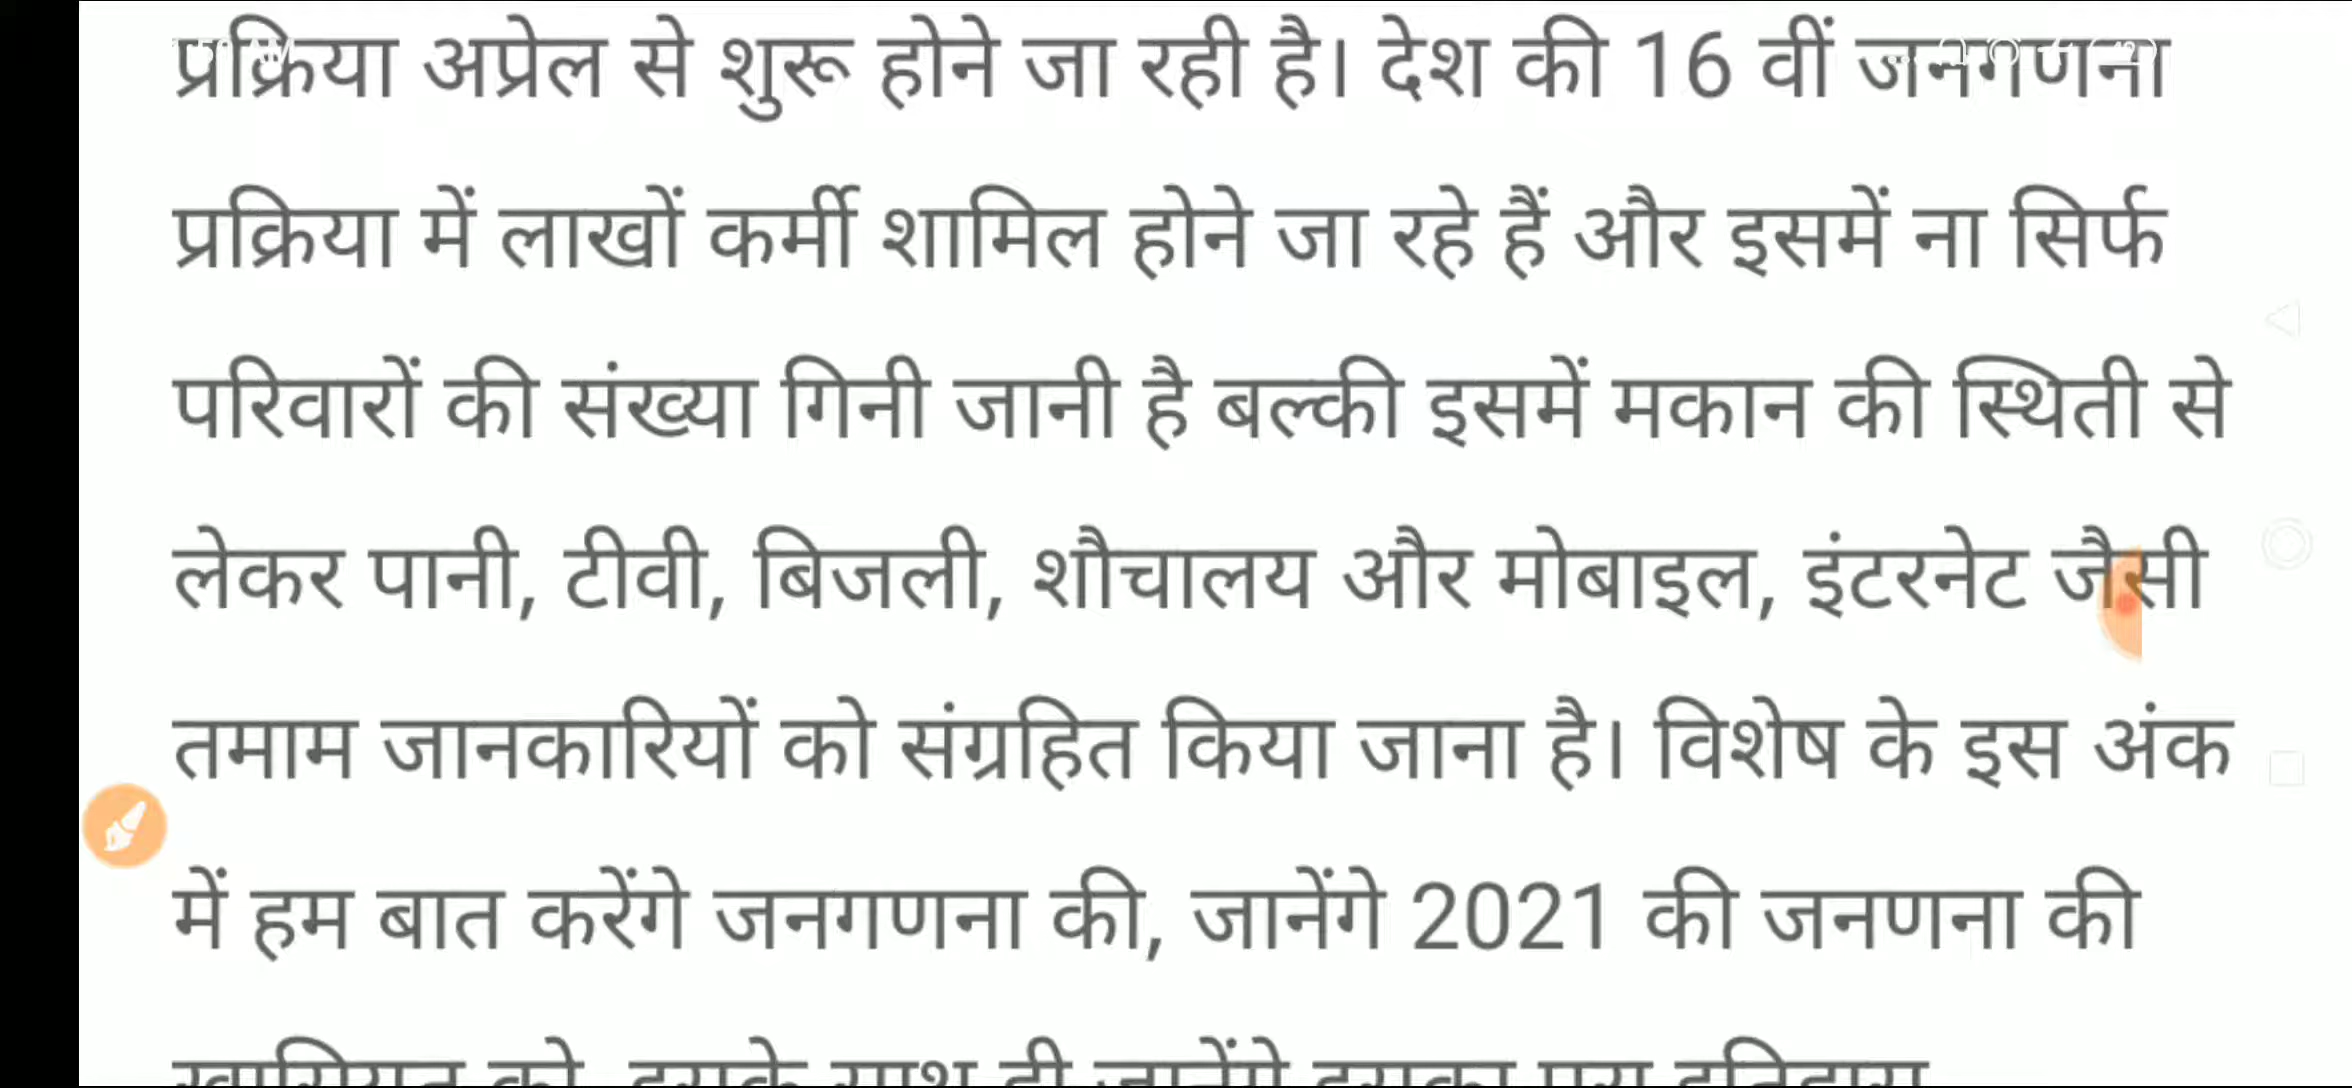 प्रक्रिया अप्रेल से शुरू होने जा रही है। देश की 16 वीं जनगणना
प्रक्रिया में लाखों कर्मी शामिल होने जा रहे हैं और इसमें ना सिर्फ
परिवारों की संख्या गिनी जानी है बल्की इसमें मकान की स्थिती से
लेकर पानी, टीवी, बिजली, शौचालय और मोबाइल, इंटरनेट जैसी
तमाम जानकारियों को संग्रहित किया जाना है। विशेष के इस अंक
में हम बात करेंगे जनगणना की, जानेंगे 2021 की जनणना की